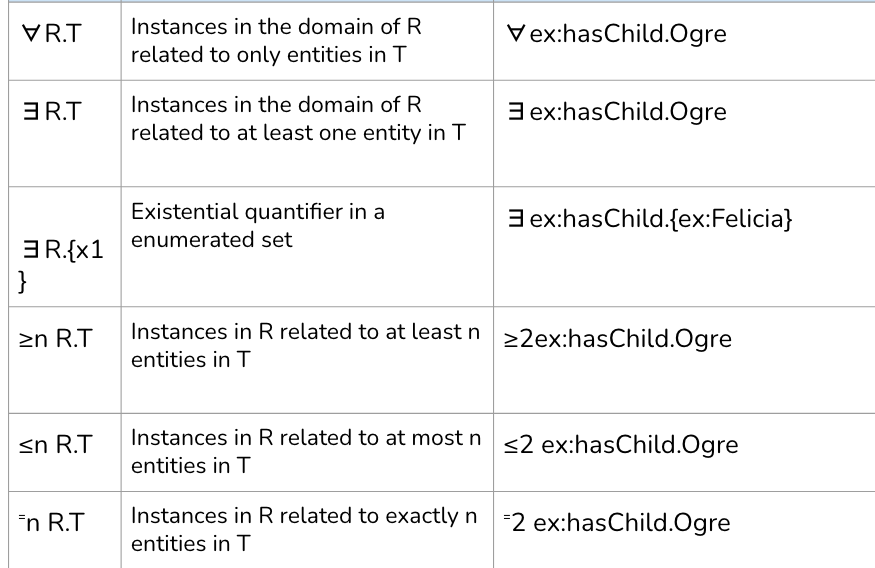 ∀ R.T
Instances in the domain of R
related to only entities in T
∀ ex:hasChild.Ogre
∃ R.T
Instances in the domain of R
related to at least one entity in T
∃ ex:hasChild.Ogre
∃ R.{x1
}
Existential quantifier in a
enumerated set
∃ ex:hasChild.{ex:Felicia}
≥n R.T
Instances in R related to at least n
entities in T
≥2ex:hasChild.Ogre
≤n R.T
Instances in R related to at most n
entities in T
≤2 ex:hasChild.Ogre
=n R.T
Instances in R related to exactly n
entities in T
=2 ex:hasChild.Ogre